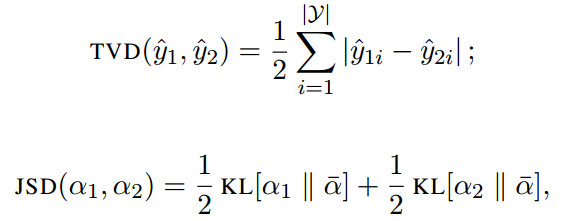 TVD(ŷ₁, ŷ₂) = 1/2 ∑_{i=1}^{|𝒴|} |ŷ₁ᵢ − ŷ₂ᵢ| ;
JSD(α₁, α₂) = 1/2 KL[α₁ ∥ ᾱ] + 1/2 KL[α₂ ∥ ᾱ],